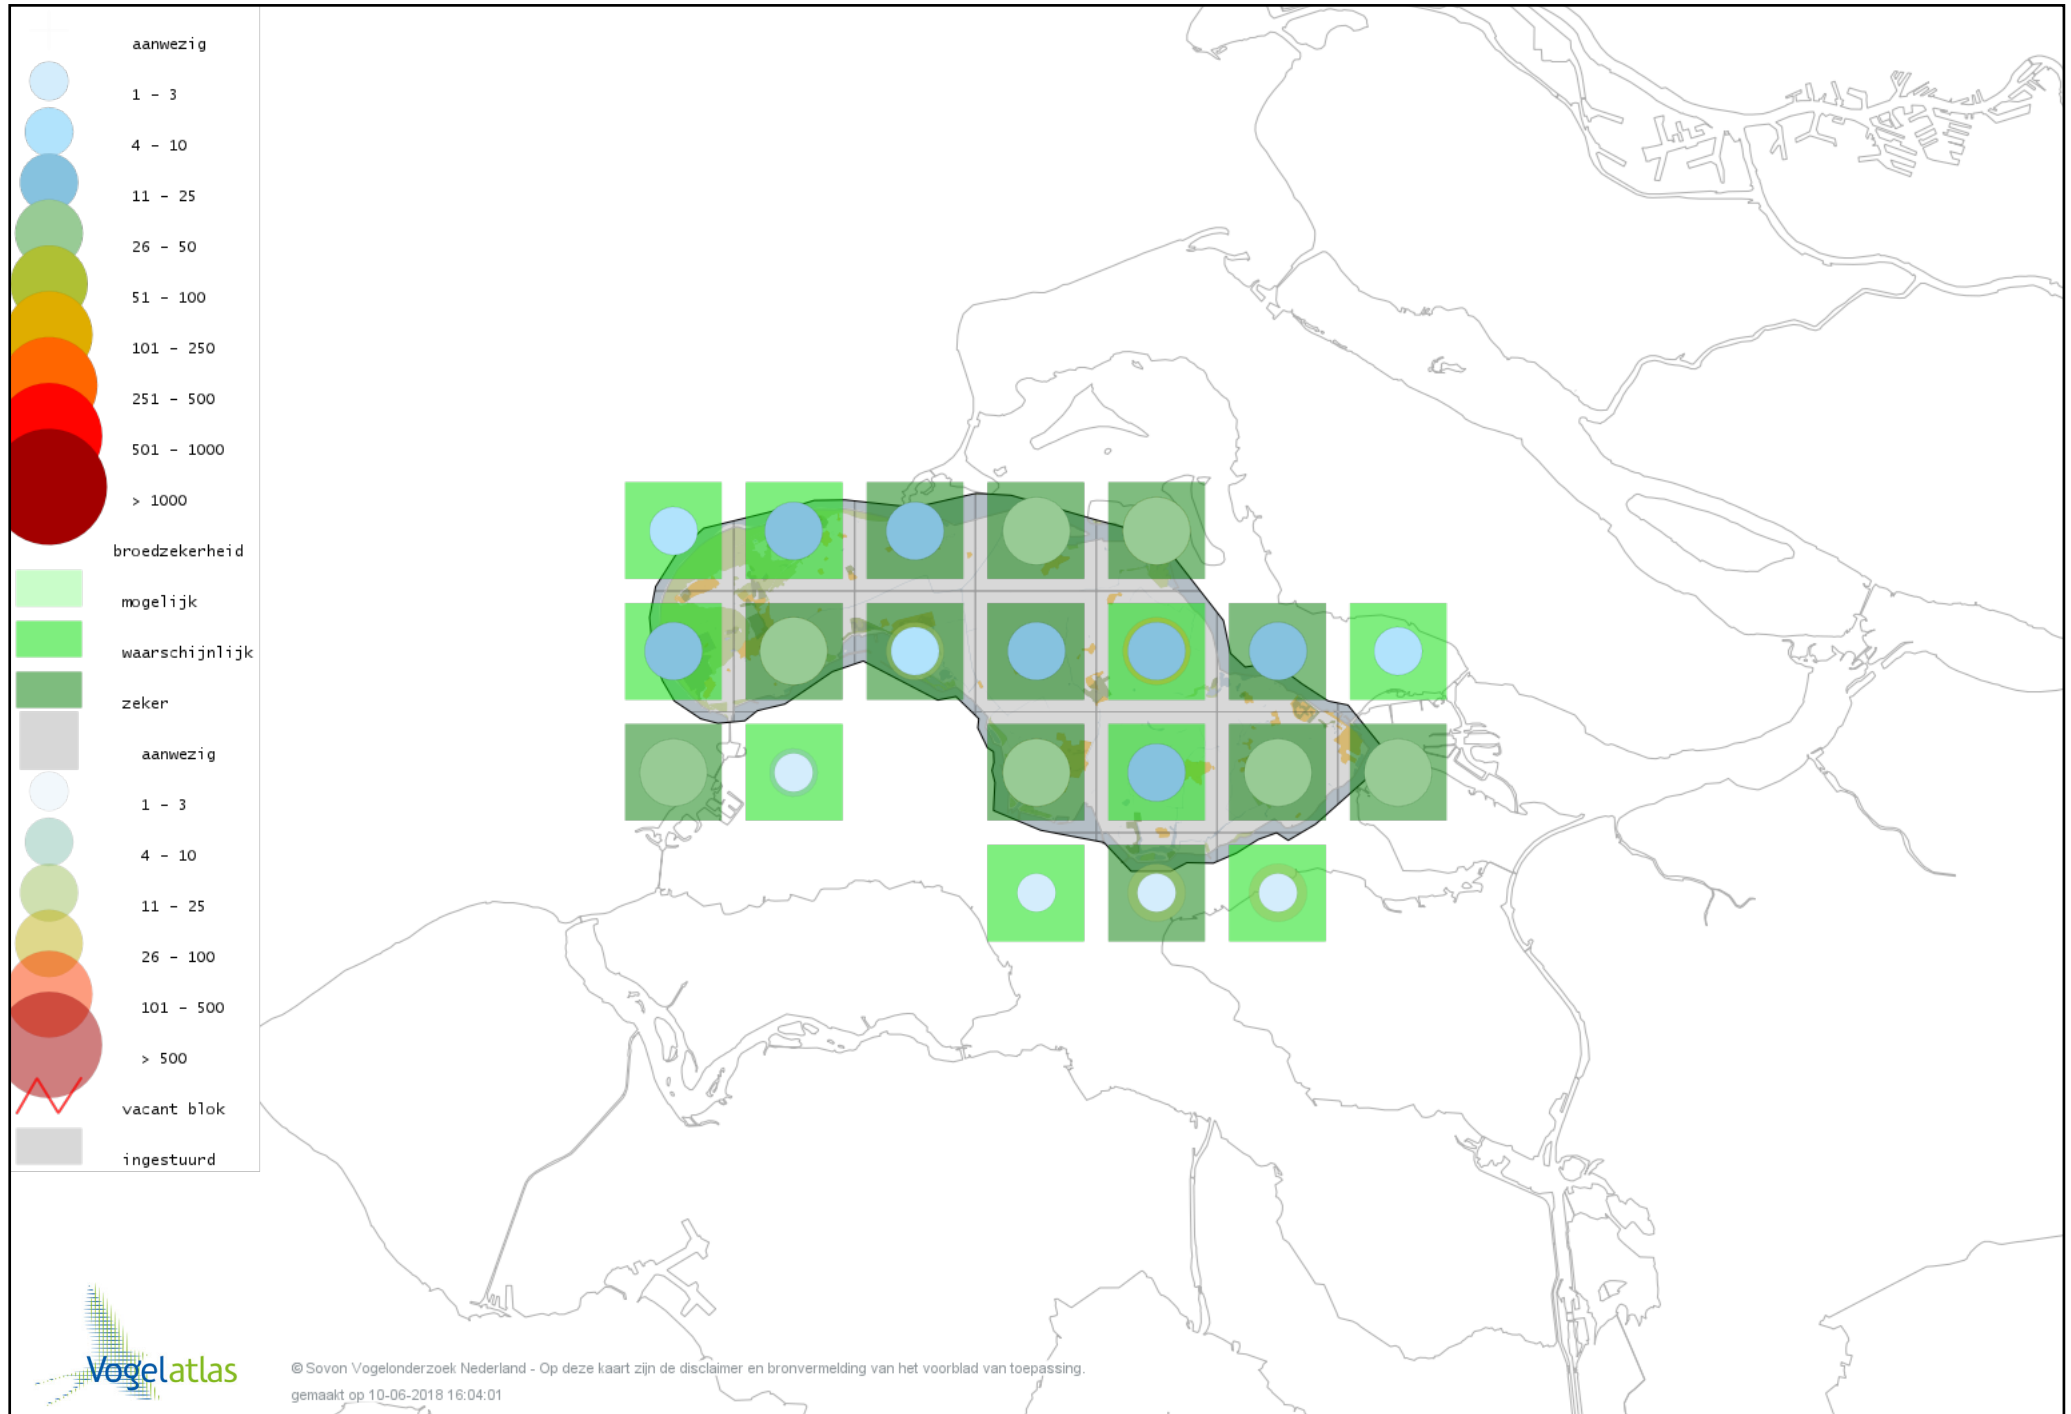 aanwezig
1 - 3
4 - 10
11 - 25
26 - 50
51 - 100
101 - 250
251 - 500
501 - 1000
> 1000
broedzekerheid
mogelijk
waarschijnlijk
zeker
aanwezig
1 - 3
4 - 10
11 - 25
26 - 100
101 - 500
> 500
vacant blok
ingestuurd
Vogelatlas
© Sovon Vogelonderzoek Nederland - Op deze kaart zijn de disclaimer en bronvermelding van het voorblad van toepassing.
gemaakt op 10-06-2018 16:04:01